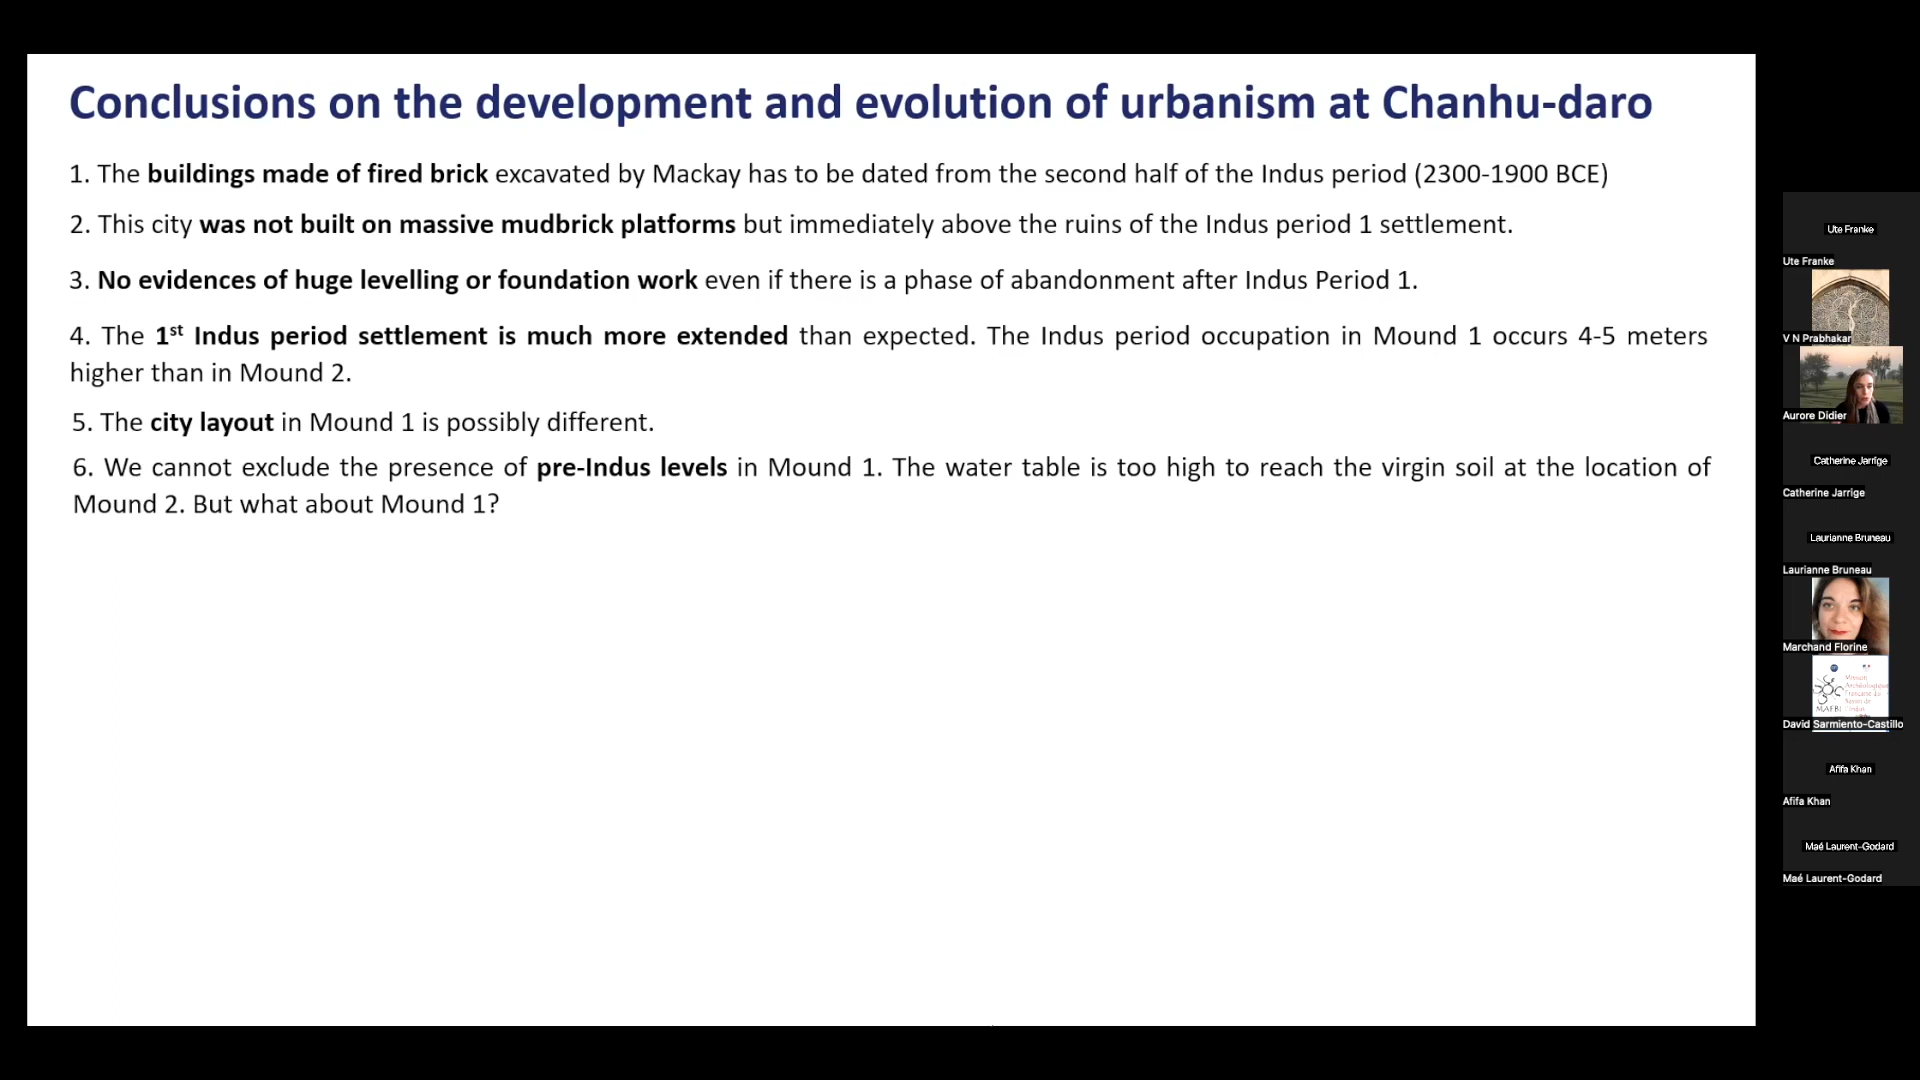 Conclusions on the development and evolution of urbanism at Chanhu-daro
1. The buildings made of fired brick excavated by Mackay has to be dated from the second half of the Indus period (2300-1900 BCE)
2. This city was not built on massive mudbrick platforms but immediately above the ruins of the Indus period 1 settlement.
3. No evidences of huge levelling or foundation work even if there is a phase of abandonment after Indus Period 1.
4. The 1st Indus period settlement is much more extended than expected. The Indus period occupation in Mound 1 occurs 4-5 meters
higher than in Mound 2.
5. The city layout in Mound 1 is possibly different.
6. We cannot exclude the presence of pre-Indus levels in Mound 1. The water table is too high to reach the virgin soil at the location of
Mound 2. But what about Mound 1?
Ute Franke
Ute Franke
V N Prabhakar
Aurore Didier
Catherine Jarrige
Catherine Jarrige
Laurianne Bruneau
Laurianne Bruneau
Marchand Florine
Mission
Archéologique
Française du
Bassin de
l'Indus
MAFBI
David Sarmiento-Castillo
Afifa Khan
Afifa Khan
Maé Laurent-Godard
Maé Laurent-Godard